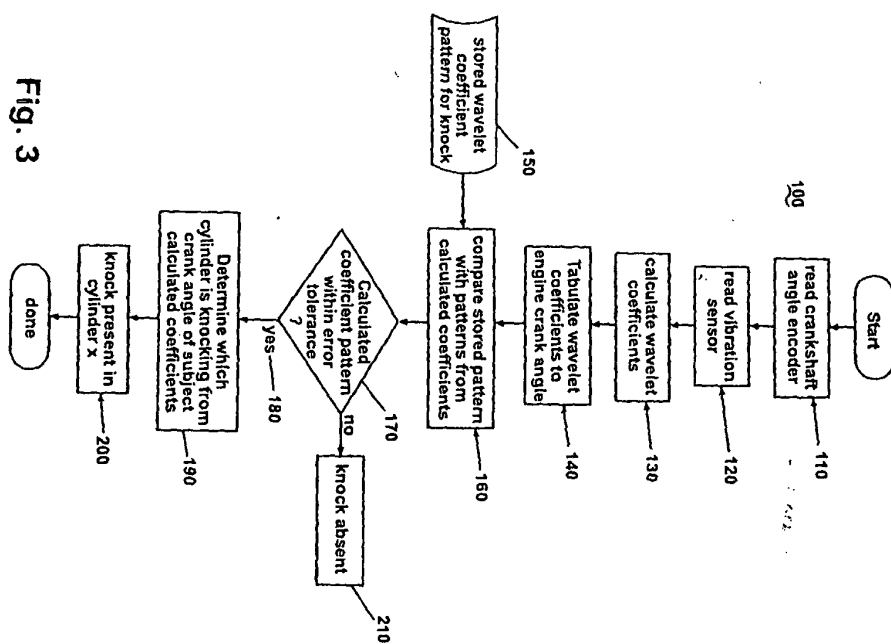 100
Start
read crankshaft
angle encoder
110
read vibration
sensor
120
calculate wavelet
coefficients
130
Tabulate wavelet
coefficients to
engine crank angle
140
stored wavelet
coefficient
pattern for knock
150
compare stored pattern
with patterns from
calculated coefficients
160
Calculated
coefficient pattern
within error
tolerance
?
170
no
knock absent
210
yes
180
Determine which
cylinder is knocking from
crank angle of subject
calculated coefficients
190
knock present in
cylinder x
200
done
Fig. 3